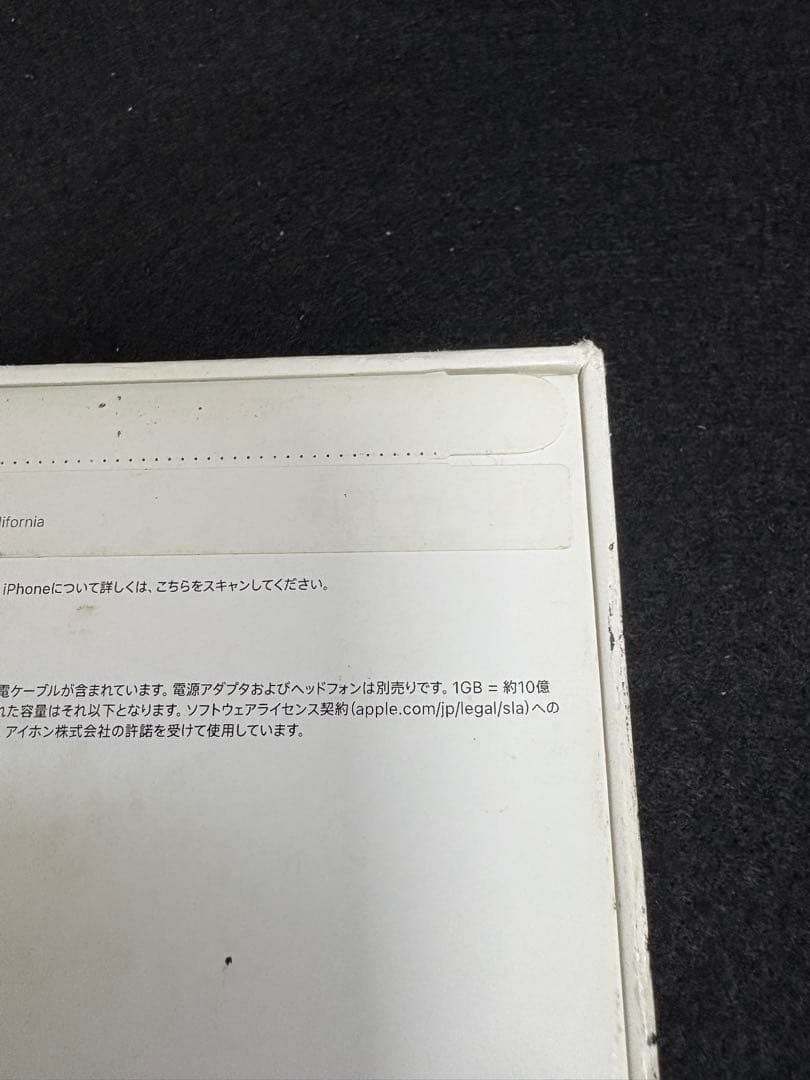 lifornia
iPhoneについて詳しくは、こちらをスキャンしてください。
電ケーブルが含まれています。電源アダプタおよびヘッドフォンは別売りです。1GB = 約10億
れた容量はそれ以下となります。ソフトウェアライセンス契約(apple.com/jp/legal/sla)への
アイホン株式会社の許諾を受けて使用しています。